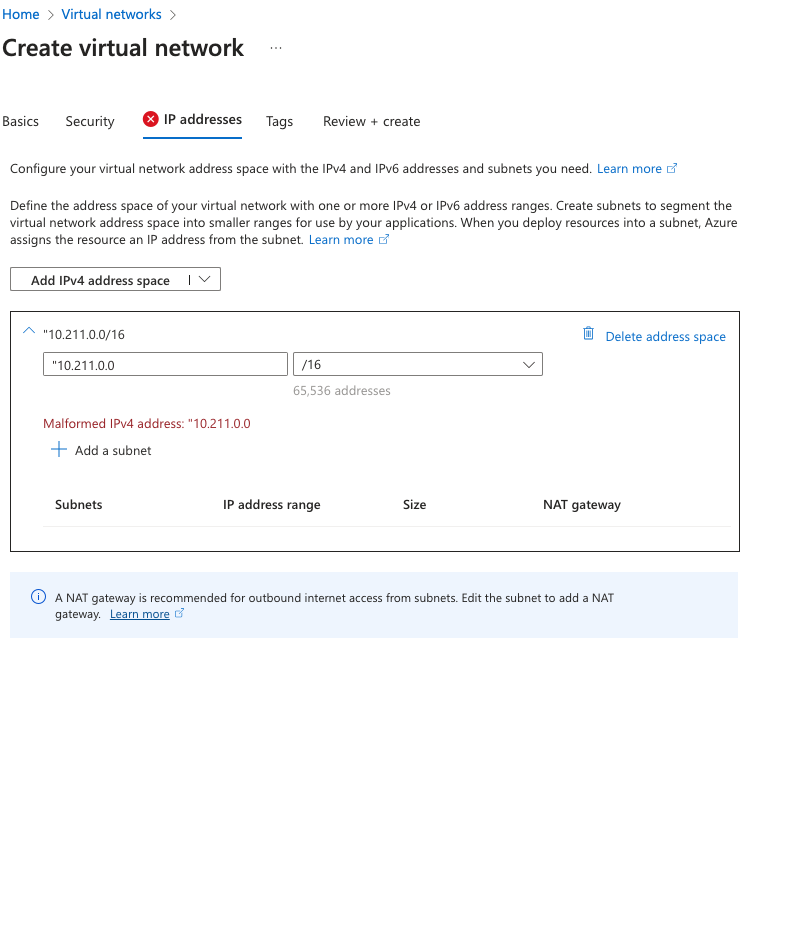 Home > Virtual networks >
Create virtual network ...
Basics Security IP addresses Tags Review + create
Configure your virtual network address space with the IPv4 and IPv6 addresses and subnets you need. Learn more
Define the address space of your virtual network with one or more IPv4 or IPv6 address ranges. Create subnets to segment the
virtual network address space into smaller ranges for use by your applications. When you deploy resources into a subnet, Azure
assigns the resource an IP address from the subnet. Learn more
Add IPv4 address space |
"10.211.0.0/16 Delete address space
"10.211.0.0 /16
65,536 addresses
Malformed IPv4 address: "10.211.0.0
+ Add a subnet
Subnets IP address range Size NAT gateway
A NAT gateway is recommended for outbound internet access from subnets. Edit the subnet to add a NAT
gateway. Learn more